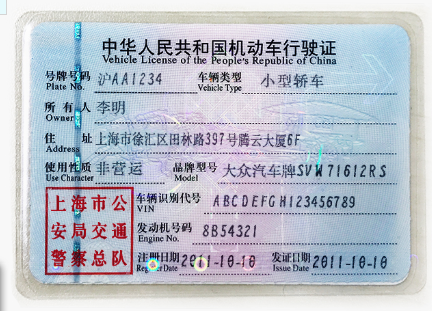 中华人民共和国机动车行驶证
Vehicle License of the People's Republic of China
号牌号码 沪AA1234 车辆类型 小型轿车
Plate No. Vehicle Type
所有人 李明
Owner
住址 上海市徐汇区田林路397号腾云大厦6F
Address
使用性质 非营运 品牌型号 大众汽车牌SVW71612RS
Use Character Model
上海市公
安局交通
警察总队
车辆识别代号 ABCDEFGH123456789
VIN
发动机号码 8B54321
Engine No.
注册日期 2011-10-10 发证日期 2011-10-10
Register Date Issue Date